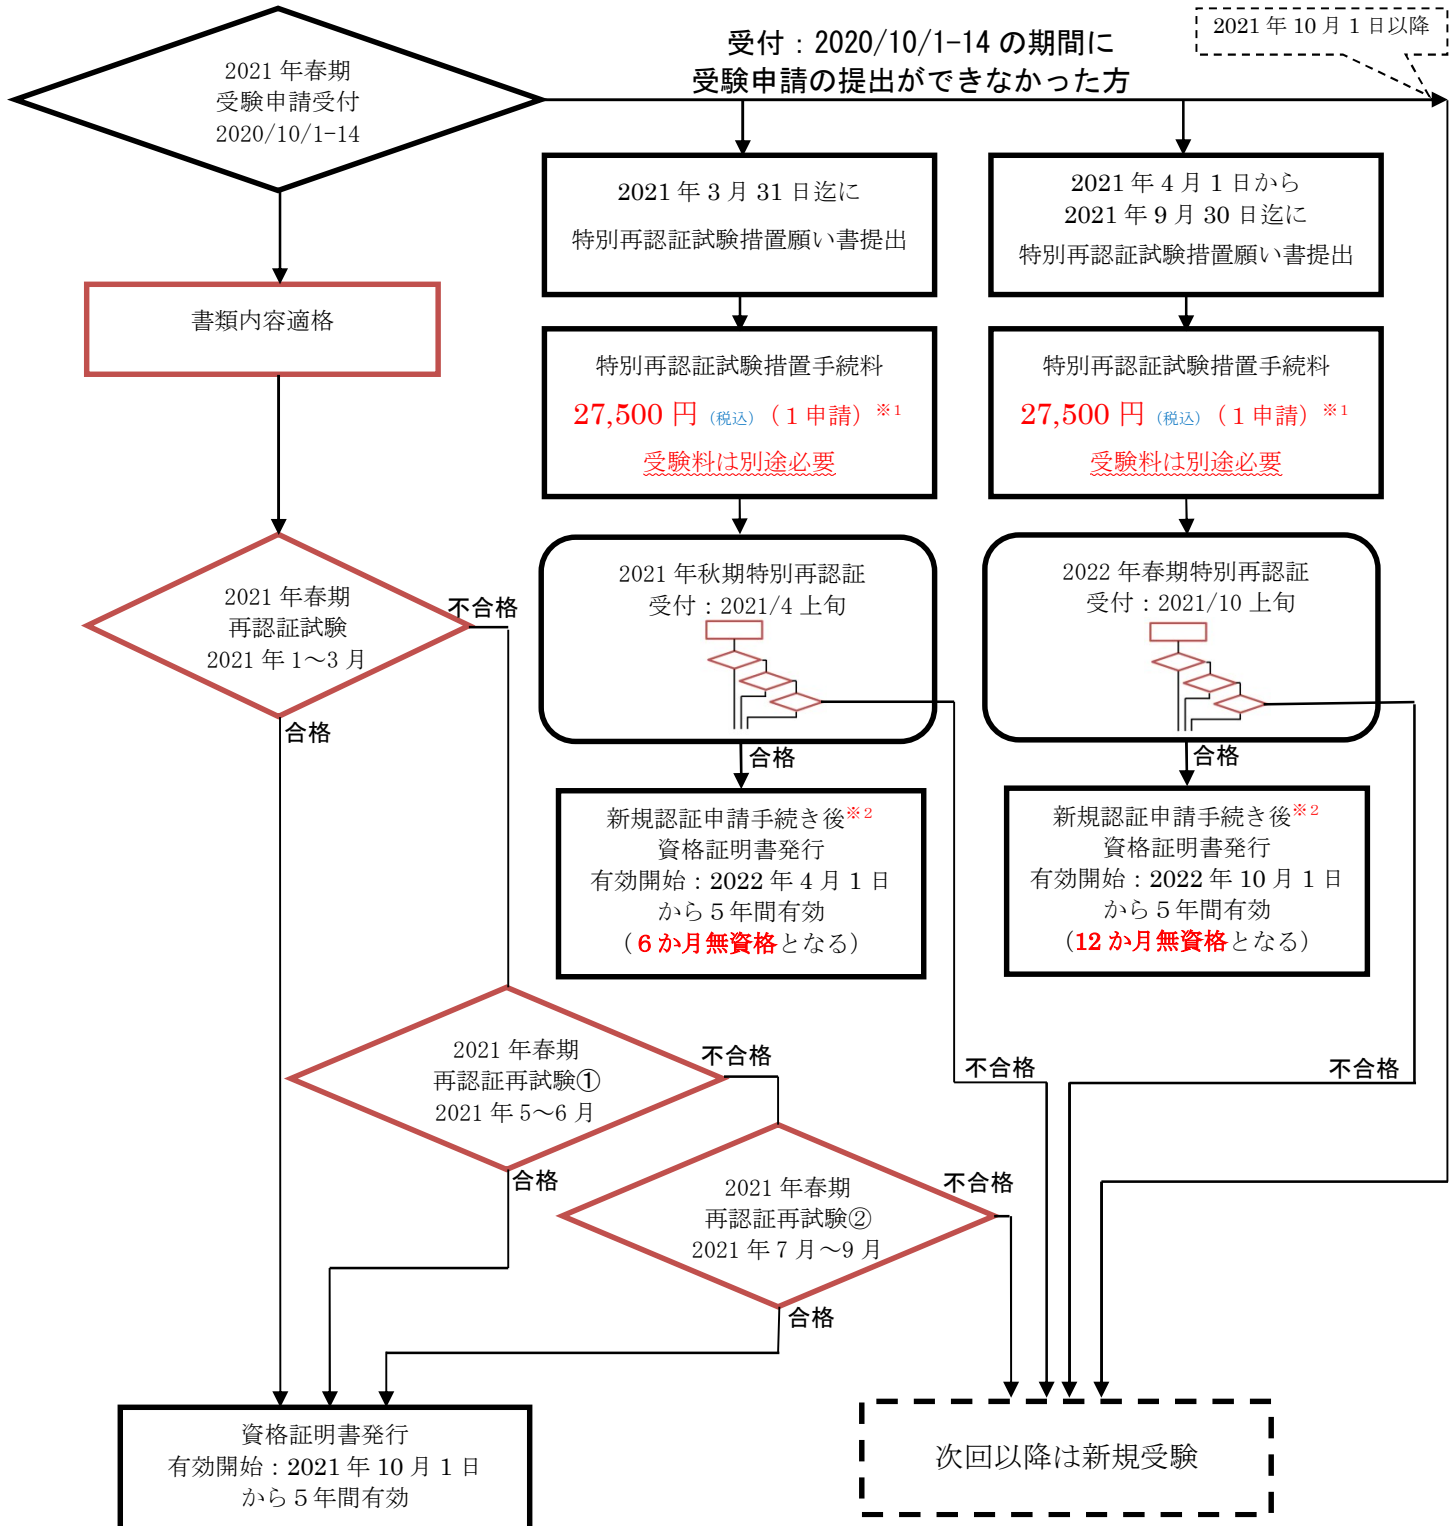 2021年10月1日以降
受付：2020/10/1-14の期間に
受験申請の提出ができなかった方
2021年春期
受験申請受付
2020/10/1-14
書類内容適格
2021年春期
再認証試験
2021年1～3月
不合格
合格
2021年3月31日迄に
特別再認証試験措置願い書提出
特別再認証試験措置手続料
27,500円（税込）（1申請）※1
受験料は別途必要
2021年秋期特別再認証
受付：2021/4上旬
合格
新規認証申請手続き後※2
資格証明書発行
有効開始：2022年4月1日
から5年間有効
（6か月無資格となる）
2021年4月1日から
2021年9月30日迄に
特別再認証試験措置願い書提出
特別再認証試験措置手続料
27,500円（税込）（1申請）※1
受験料は別途必要
2022年春期特別再認証
受付：2021/10上旬
合格
新規認証申請手続き後※2
資格証明書発行
有効開始：2022年10月1日
から5年間有効
（12か月無資格となる）
2021年春期
再認証再試験①
2021年5～6月
不合格
合格
不合格
不合格
2021年春期
再認証再試験②
2021年7月～9月
不合格
合格
資格証明書発行
有効開始：2021年10月1日
から5年間有効
次回以降は新規受験